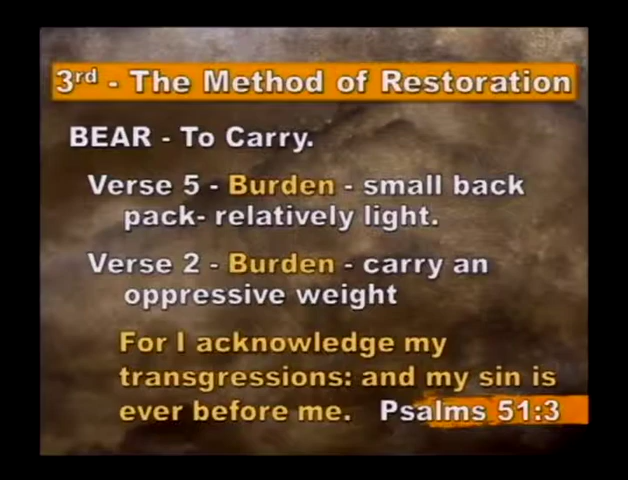 3rd - The Method of Restoration
BEAR - To Carry.
Verse 5 - Burden - small back
pack- relatively light.
Verse 2 - Burden - carry an
oppressive weight
For I acknowledge my
transgressions: and my sin is
ever before me. Psalms 51:3